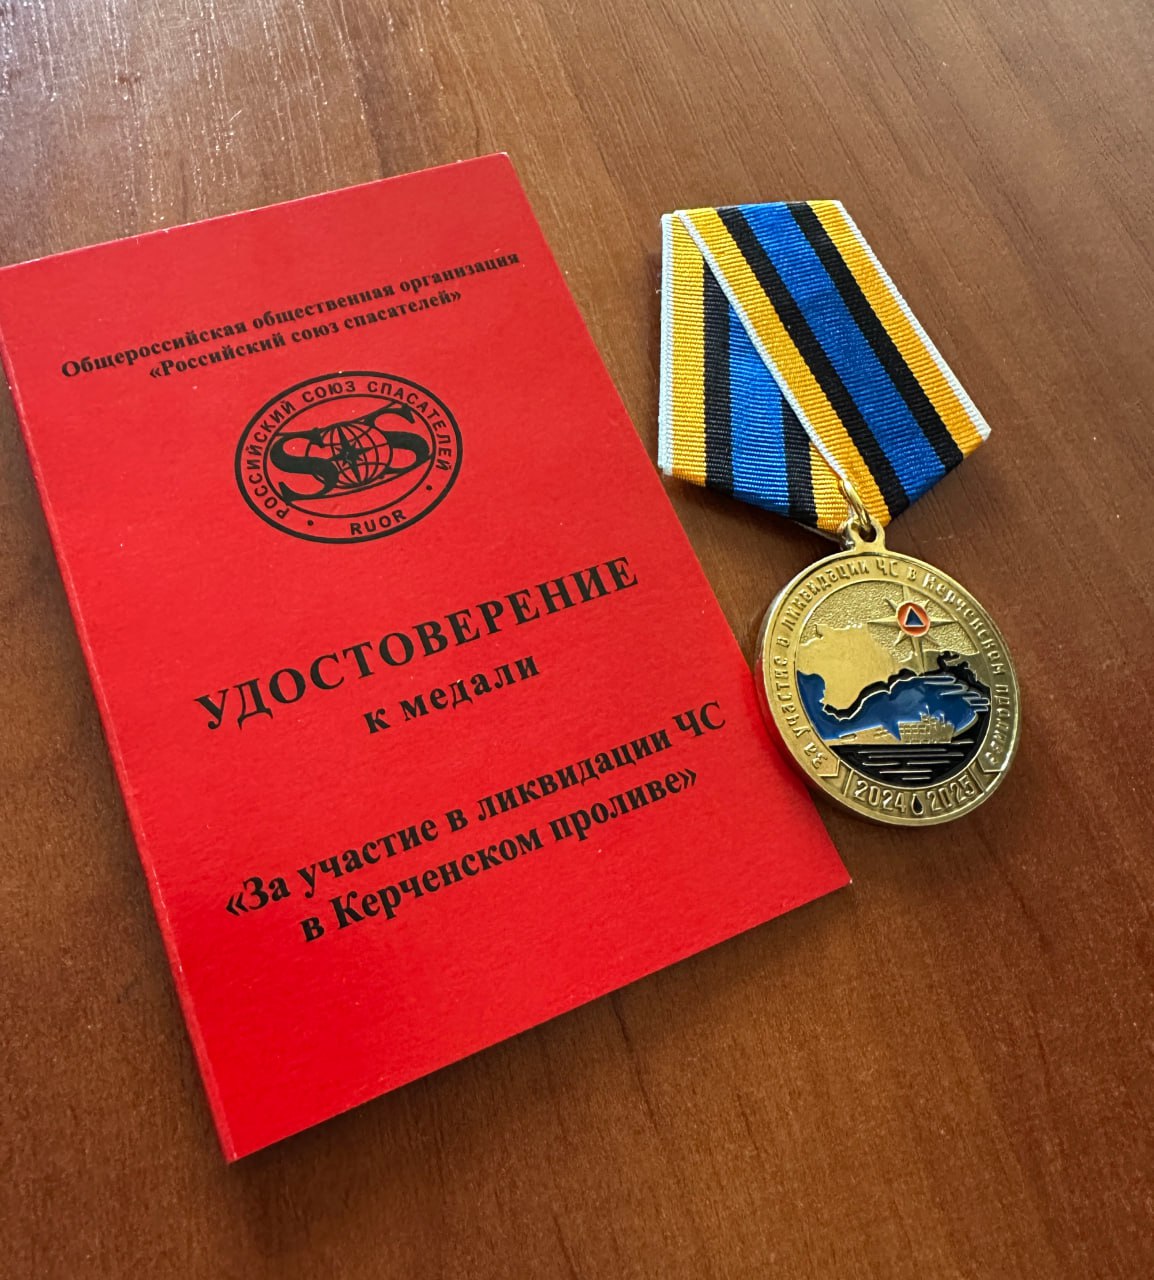 Общероссийская общественная организация
«Российский союз спасателей»
РОССИЙСКИЙ СОЮЗ СПАСАТЕЛЕЙ
SOS
• RUOR •
УДОСТОВЕРЕНИЕ
к медали
«За участие в ликвидации ЧС
в Керченском проливе»
За участие в ликвидации ЧС в Керченском проливе
2024 2025